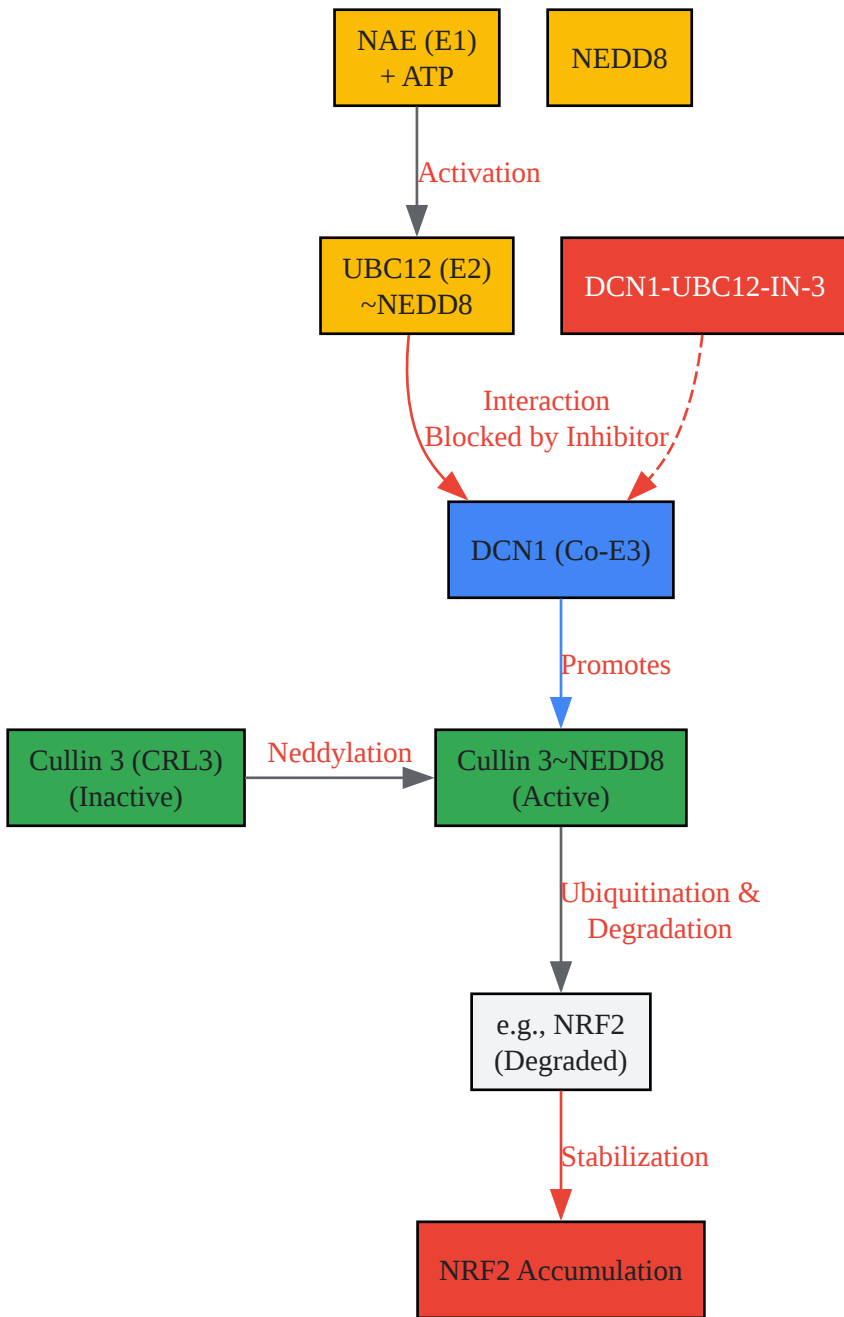 NAE (E1)
+ ATP
NEDD8
Activation
UBC12 (E2)
~NEDD8
DCN1-UBC12-IN-3
Interaction
Blocked by Inhibitor
DCN1 (Co-E3)
Promotes
Cullin 3 (CRL3)
(Inactive)
Neddylation
Cullin 3~NEDD8
(Active)
Ubiquitination &
Degradation
e.g., NRF2
(Degraded)
Stabilization
NRF2 Accumulation